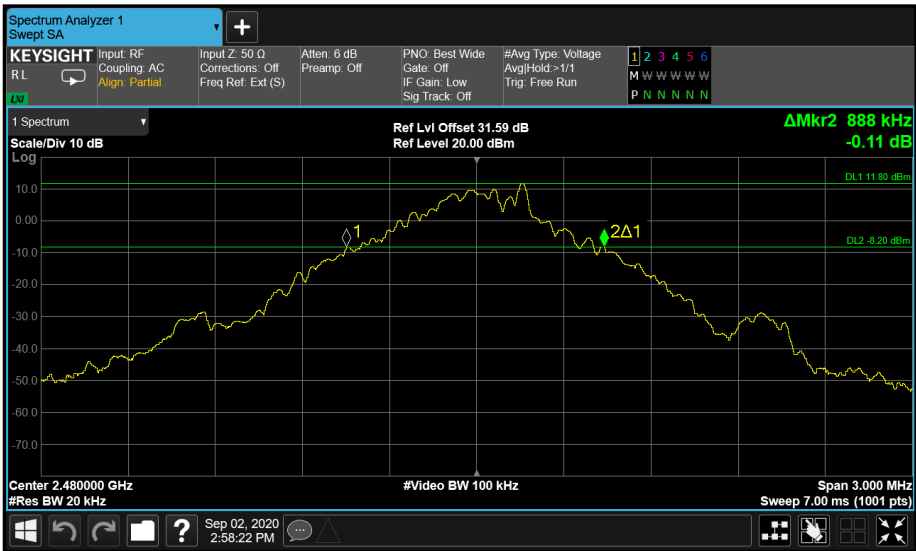 Spectrum Analyzer 1
Swept SA
+
KEYSIGHT Input: RF Input Z: 50 Ω Atten: 6 dB PNO: Best Wide #Avg Type: Voltage 1 2 3 4 5 6
RL Coupling: AC Corrections: Off Preamp: Off Gate: Off Avg|Hold:>1/1 M W W W W W
Align: Partial Freq Ref: Ext (S) IF Gain: Low Trig: Free Run
LXI Sig Track: Off P N N N N N
1 Spectrum Ref Lvl Offset 31.59 dB ΔMkr2 888 kHz
Scale/Div 10 dB Ref Level 20.00 dBm -0.11 dB
Log
DL1 11.80 dBm
10.0
0.00
1 2Δ1
DL2 -8.20 dBm
-10.0
-20.0
-30.0
-40.0
-50.0
-60.0
-70.0
Center 2.480000 GHz #Video BW 100 kHz Span 3.000 MHz
#Res BW 20 kHz Sweep 7.00 ms (1001 pts)
? Sep 02, 2020
2:58:22 PM